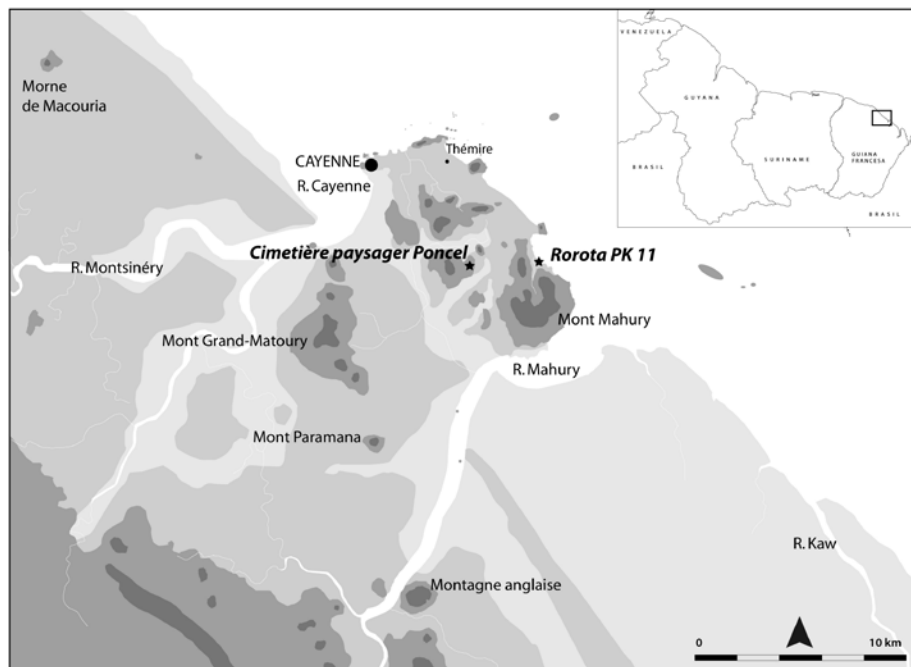 Morne
de Macouria
CAYENNE
R. Cayenne
Thémire
VENEZUELA
GUYANA
BRASIL
SURINAME
GUIANA
FRANCESA
BRASIL
Cimetière paysager Poncel
Rorota PK 11
R. Montsinéry
Mont Grand-Matoury
Mont Mahury
R. Mahury
Mont Paramana
Montagne anglaise
R. Kaw
0 10 km